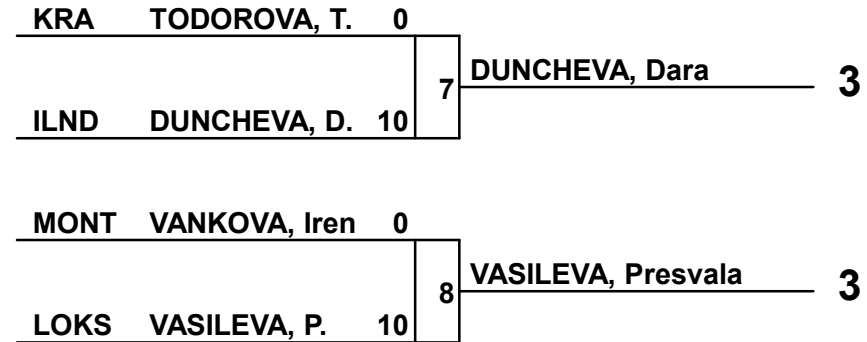 KRA TODOROVA, T. 0
7 DUNCHEVA, Dara 3
ILND DUNCHEVA, D. 10
MONT VANKOVA, Iren 0
8 VASILEVA, Presvala 3
LOKS VASILEVA, P. 10